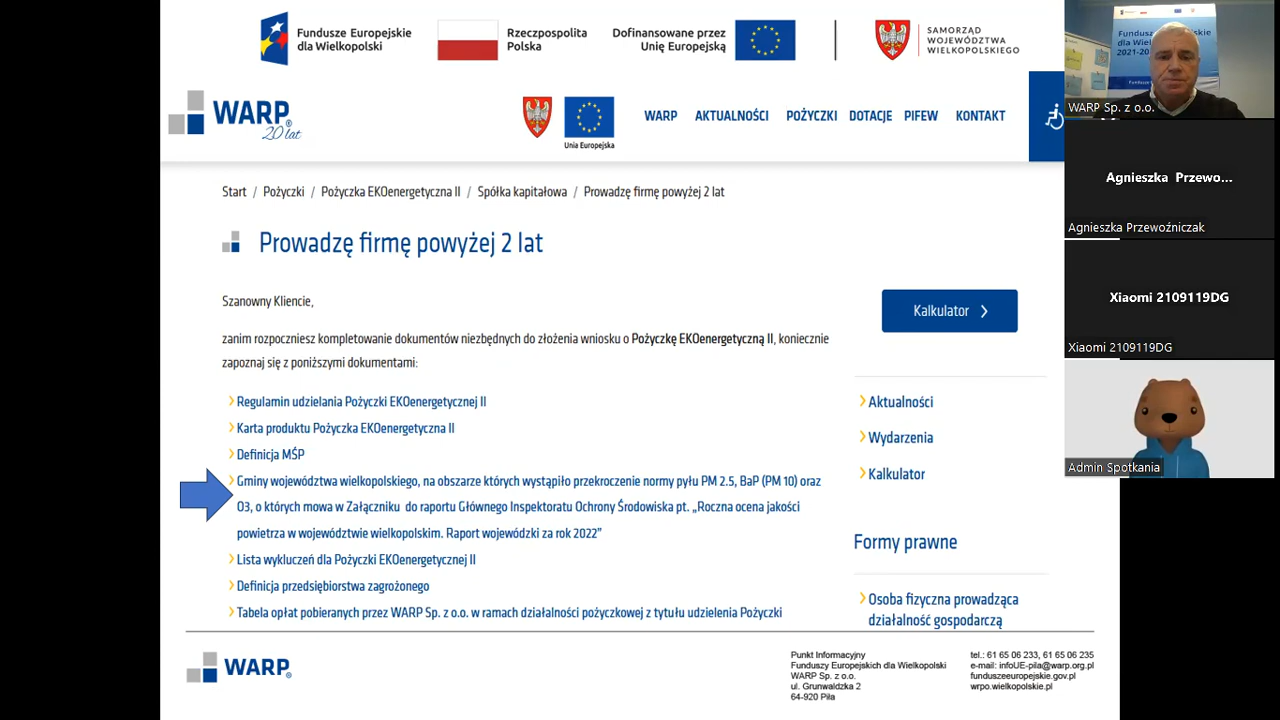 Fundusze Europejskie
dla Wielkopolski
Rzeczpospolita
Polska
Dofinansowane przez
Unię Europejską
SAMORZĄD
WOJEWÓDZTWA
WIELKOPOLSKIEGO
WARP
20 lat
Unia Europejska
WARP AKTUALNOŚCI POŻYCZKI DOTACJE PIFEW KONTAKT
Start / Pożyczki / Pożyczka EKOenergetyczna II / Spółka kapitałowa / Prowadzę firmę powyżej 2 lat
Prowadzę firmę powyżej 2 lat
Szanowny Kliencie,
zanim rozpoczniesz kompletowanie dokumentów niezbędnych do złożenia wniosku o Pożyczkę EKOenergetyczną II, koniecznie
zapoznaj się z poniższymi dokumentami:
Regulamin udzielania Pożyczki EKOenergetycznej II
Karta produktu Pożyczka EKOenergetyczna II
Definicja MŚP
Gminy województwa wielkopolskiego, na obszarze których wystąpiło przekroczenie normy pyłu PM 2.5, BaP (PM 10) oraz
O3, o których mowa w Załączniku do raportu Głównego Inspektoratu Ochrony Środowiska pt. „Roczna ocena jakości
powietrza w województwie wielkopolskim. Raport wojewódzki za rok 2022”
Lista wykluczeń dla Pożyczki EKOenergetycznej II
Definicja przedsiębiorstwa zagrożonego
Tabela opłat pobieranych przez WARP Sp. z o.o. w ramach działalności pożyczkowej z tytułu udzielenia Pożyczki
Kalkulator
Aktualności
Wydarzenia
Kalkulator
Formy prawne
Osoba fizyczna prowadząca
działalność gospodarczą
WARP
Punkt Informacyjny
Funduszy Europejskich dla Wielkopolski
WARP Sp. z o.o.
ul. Grunwaldzka 2
64-920 Piła
tel.: 61 65 06 233, 61 65 06 235
e-mail: infoUE-pila@warp.org.pl
funduszeeuropejskie.gov.pl
wrpo.wielkopolskie.pl
WARP Sp. z o.o.
Agnieszka Przewo...
Agnieszka Przewoźniczak
Xiaomi 2109119DG
Xiaomi 2109119DG
Admin Spotkania